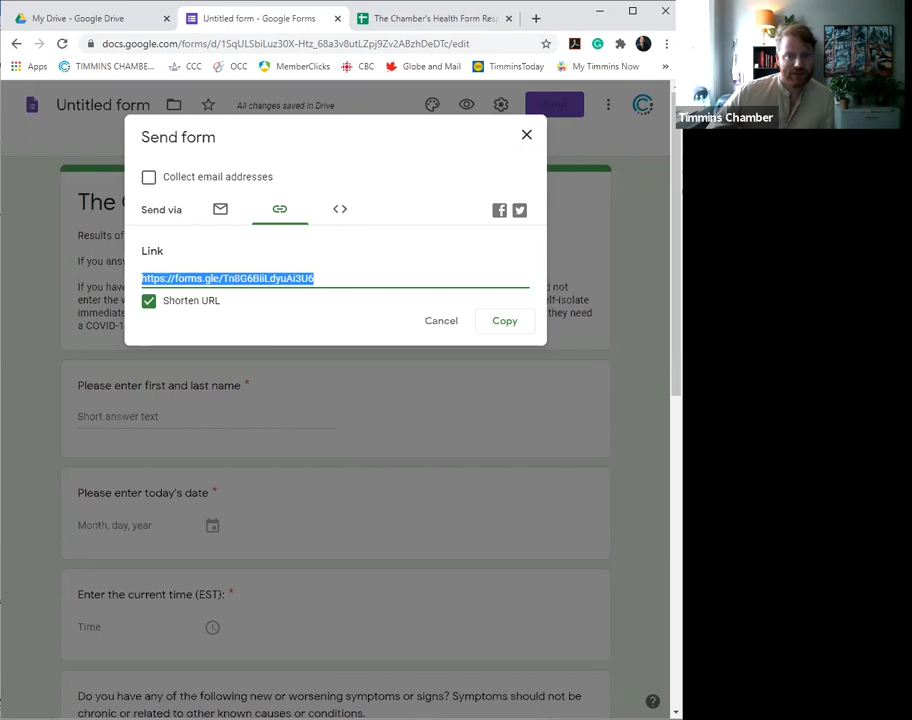 My Drive - Google Drive
Untitled form - Google Forms
The Chamber's Health Form Resp
docs.google.com/forms/d/1SqULSbiLuz30X-Htz_68a3v8utLZpj9Zv2ABzhDeDTc/edit
Apps
TIMMINS CHAMBE...
CCC
OCC
MemberClicks
CBC
Globe and Mail
TimminsToday
My Timmins Now
»
Timmins Chamber
Untitled form
All changes saved in Drive
Send
Send form
Collect email addresses
Send via
Link
https://forms.gle/Tn8G6BiiLdyuAi3U6
Shorten URL
Cancel
Copy
The
Results of
If you ans
If you have
enter the
immediate
a COVID-1
nd do not
elf-isolate
they need
Please enter first and last name *
Short answer text
Please enter today's date *
Month, day, year
Enter the current time (EST): *
Time
Do you have any of the following new or worsening symptoms or signs? Symptoms should not be *
chronic or related to other known causes or conditions.